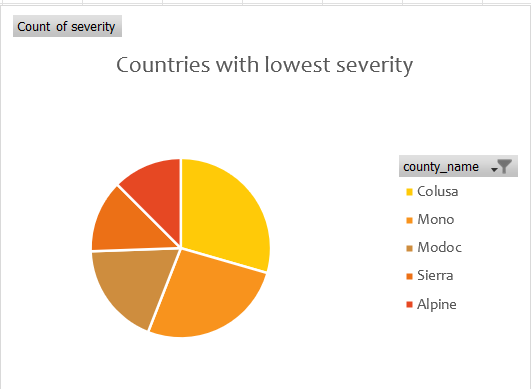 Count of severity
Countries with lowest severity
county_name
Colusa
Mono
Modoc
Sierra
Alpine